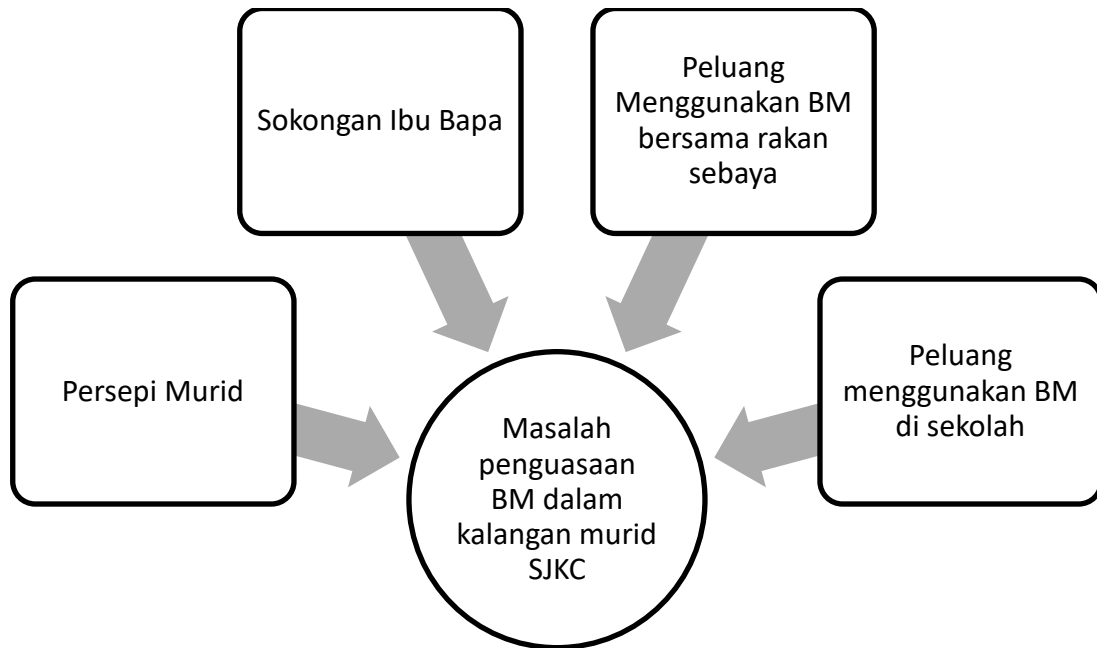 Sokongan Ibu Bapa
Peluang
Menggunakan BM
bersama rakan
sebaya
Persepi Murid
Peluang
menggunakan BM
di sekolah
Masalah
penguasaan
BM dalam
kalangan murid
SJKC